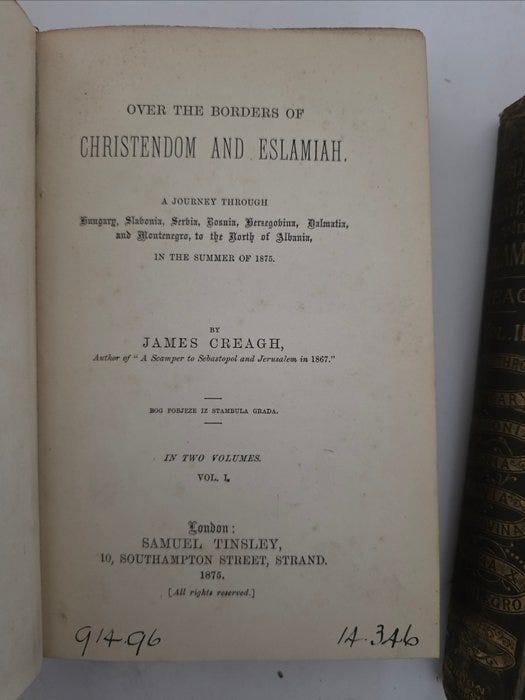 OVER THE BORDERS OF
CHRISTENDOM AND ESLAMIAH.
A JOURNEY THROUGH
Hungary, Slabonia, Serbia, Bosnia, Herzegobina, Dalmatia,
and Montenegro, to the North of Albania,
IN THE SUMMER OF 1875.
BY
JAMES CREAGH,
Author of "A Scamper to Sebastopol and Jerusalem in 1867."
BOG POBJEZE IZ STAMBULA GRADA.
IN TWO VOLUMES.
VOL. I.
London:
SAMUEL TINSLEY,
10, SOUTHAMPTON STREET, STRAND.
1875.
[All rights reserved.]
914.96
14.346